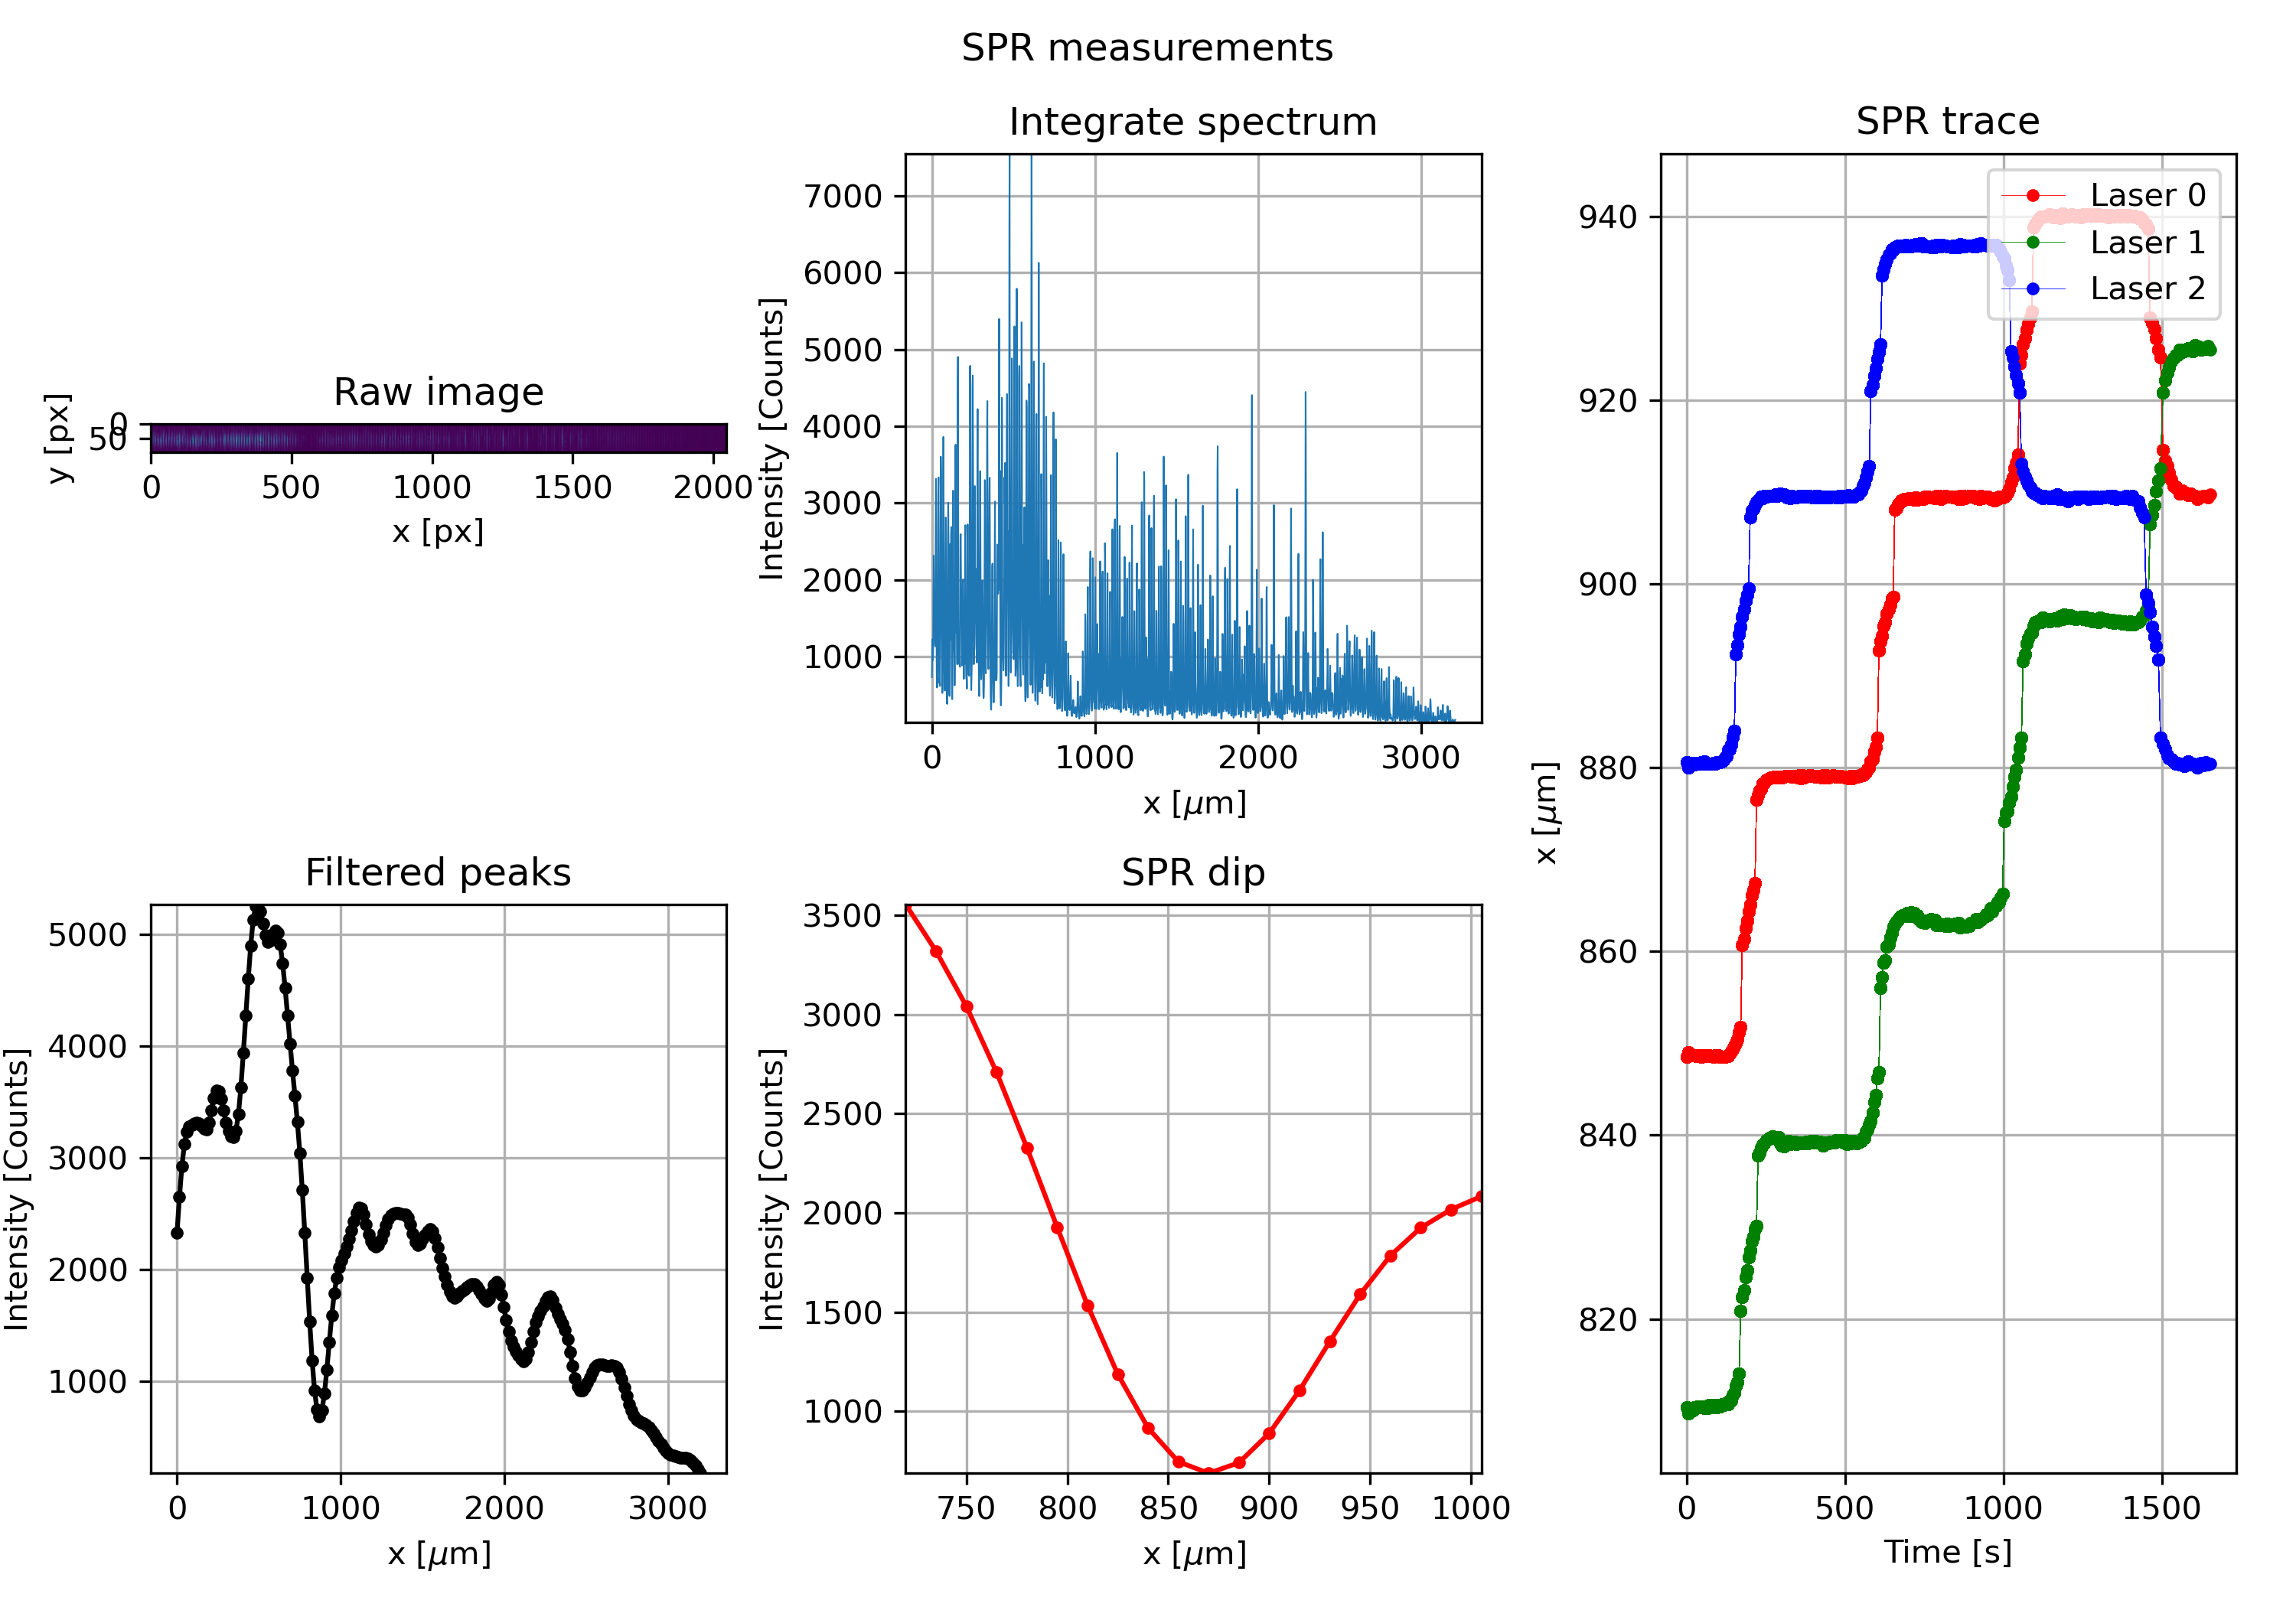 SPR measurements
Raw image
y [px]
0
50
0 500 1000 1500 2000
x [px]
Integrate spectrum
Intensity [Counts]
7000
6000
5000
4000
3000
2000
1000
0 1000 2000 3000
x [μm]
SPR trace
Laser 0
Laser 1
Laser 2
x [μm]
940
920
900
880
860
840
820
0 500 1000 1500
Time [s]
Filtered peaks
Intensity [Counts]
5000
4000
3000
2000
1000
0 1000 2000 3000
x [μm]
SPR dip
Intensity [Counts]
3500
3000
2500
2000
1500
1000
750 800 850 900 950 1000
x [μm]